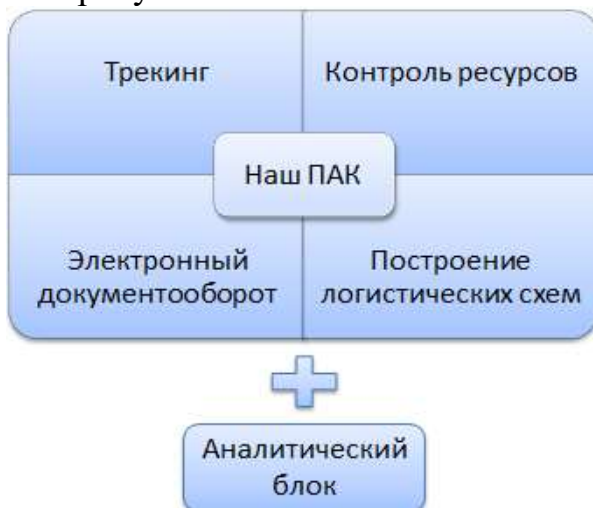 Трекинг
Контроль ресурсов
Наш ПАК
Электронный
документооборот
Построение
логистических схем
Аналитический
блок